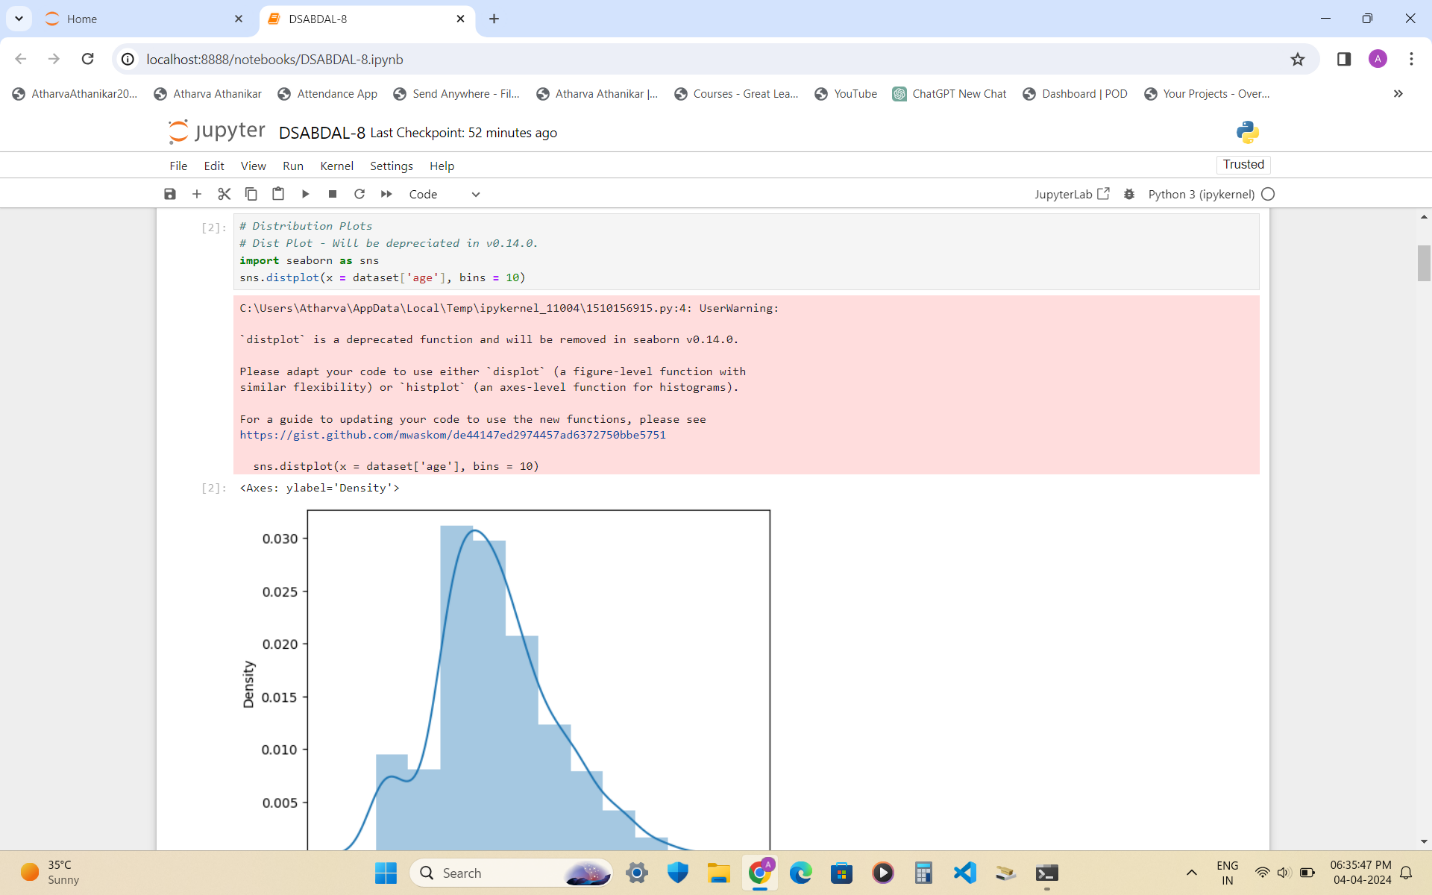 Home
DSABDAL-8
localhost:8888/notebooks/DSABDAL-8.ipynb
A
AtharvaAthanikar20...
Atharva Athanikar
Attendance App
Send Anywhere - Fil...
Atharva Athanikar |...
Courses - Great Lea...
YouTube
ChatGPT New Chat
Dashboard | POD
Your Projects - Over...
jupyter DSABDAL-8 Last Checkpoint: 52 minutes ago
File Edit View Run Kernel Settings Help
Trusted
Code
JupyterLab
Python 3 (ipykernel)
[2]: # Distribution Plots
# Dist Plot - Will be depreciated in v0.14.0.
import seaborn as sns
sns.distplot(x = dataset['age'], bins = 10)
C:\Users\Atharva\AppData\Local\Temp\ipykernel_11004\1510156915.py:4: UserWarning:
`distplot` is a deprecated function and will be removed in seaborn v0.14.0.
Please adapt your code to use either `displot` (a figure-level function with
similar flexibility) or `histplot` (an axes-level function for histograms).
For a guide to updating your code to use the new functions, please see
https://gist.github.com/mwaskom/de44147ed2974457ad6372750bbe5751
sns.distplot(x = dataset['age'], bins = 10)
[2]: <Axes: ylabel='Density'>
0.030
0.025
0.020
0.015
0.010
0.005
Density
35°C
Sunny
Search
A
ENG
IN
06:35:47 PM
04-04-2024